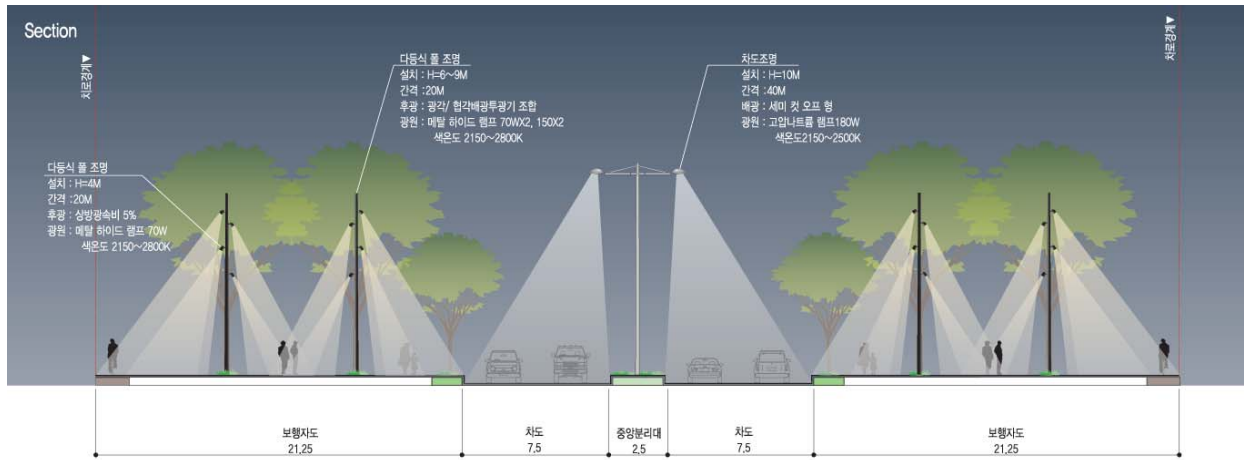 Section
차로경계▼
차로경계▼
다등식 폴 조명
설치 : H=6~9M
간격 :20M
후광 : 광각/ 협각배광투광기 조합
광원 : 메탈 하이드 램프 70WX2, 150X2
색온도 2150~2800K
차도조명
설치 : H=10M
간격 :40M
배광 : 세미 컷 오프 형
광원 : 고압나트륨 램프180W
색온도2150~2500K
다등식 폴 조명
설치 : H=4M
간격 :20M
후광 : 상방광속비 5%
광원 : 메탈 하이드 램프 70W
색온도 2150~2800K
보행자도
21.25
차도
7.5
중앙분리대
2.5
차도
7.5
보행자도
21.25